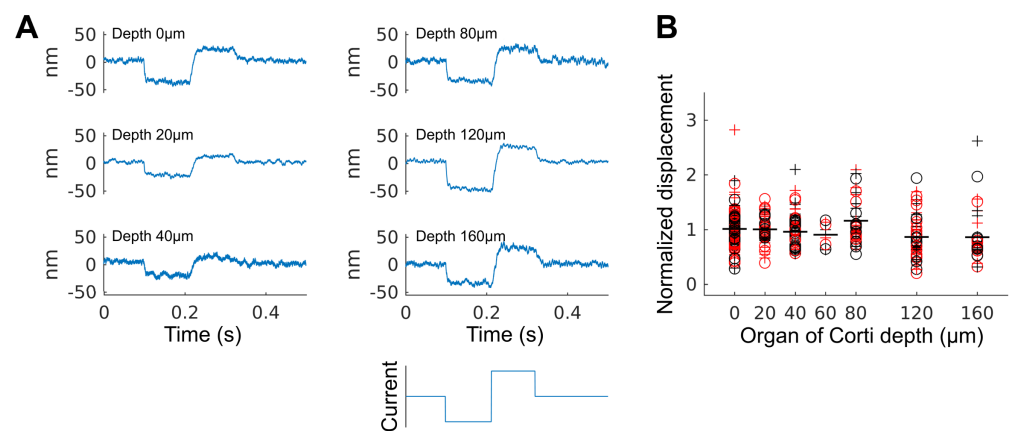 A
50
0
-50
nm
Depth 0μm
50
0
-50
nm
Depth 20μm
50
0
-50
nm
Depth 40μm
0
0.2
0.4
Time (s)
50
0
-50
nm
Depth 80μm
50
0
-50
nm
Depth 120μm
50
0
-50
nm
Depth 160μm
0
0.2
0.4
Time (s)
Current
B
Normalized displacement
3
2
1
0
0 20 40 60 80 120 160
Organ of Corti depth (μm)